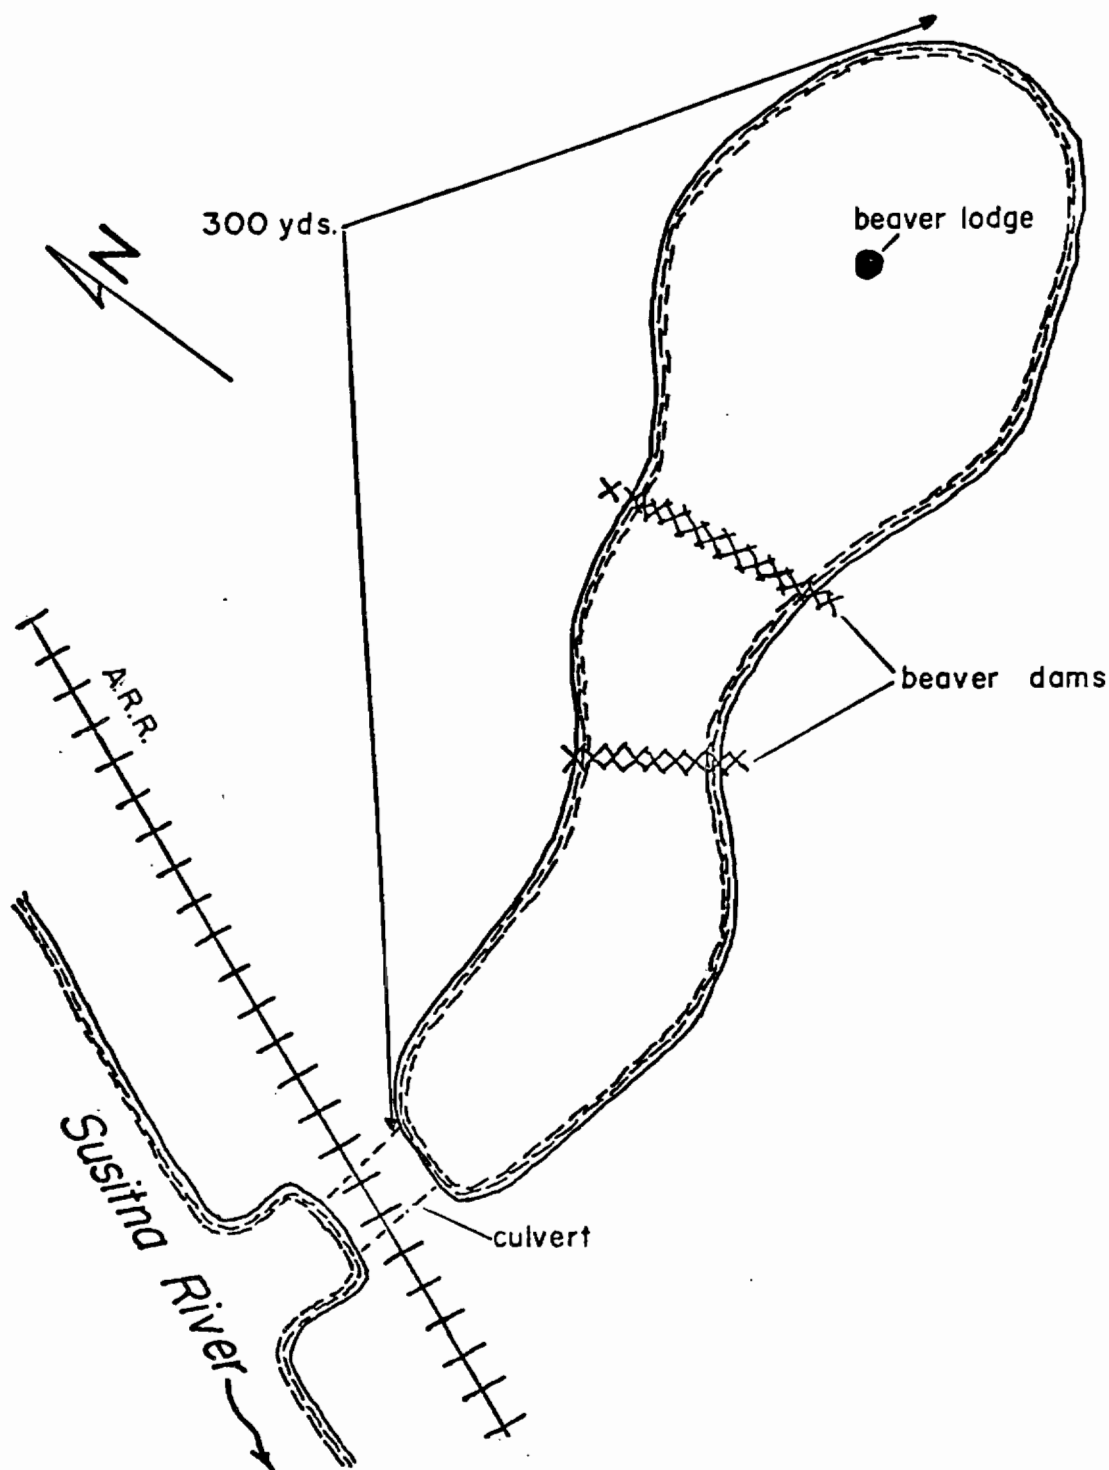 300 yds.
N
beaver lodge
A.R.R.
beaver dams
culvert
Susitna River